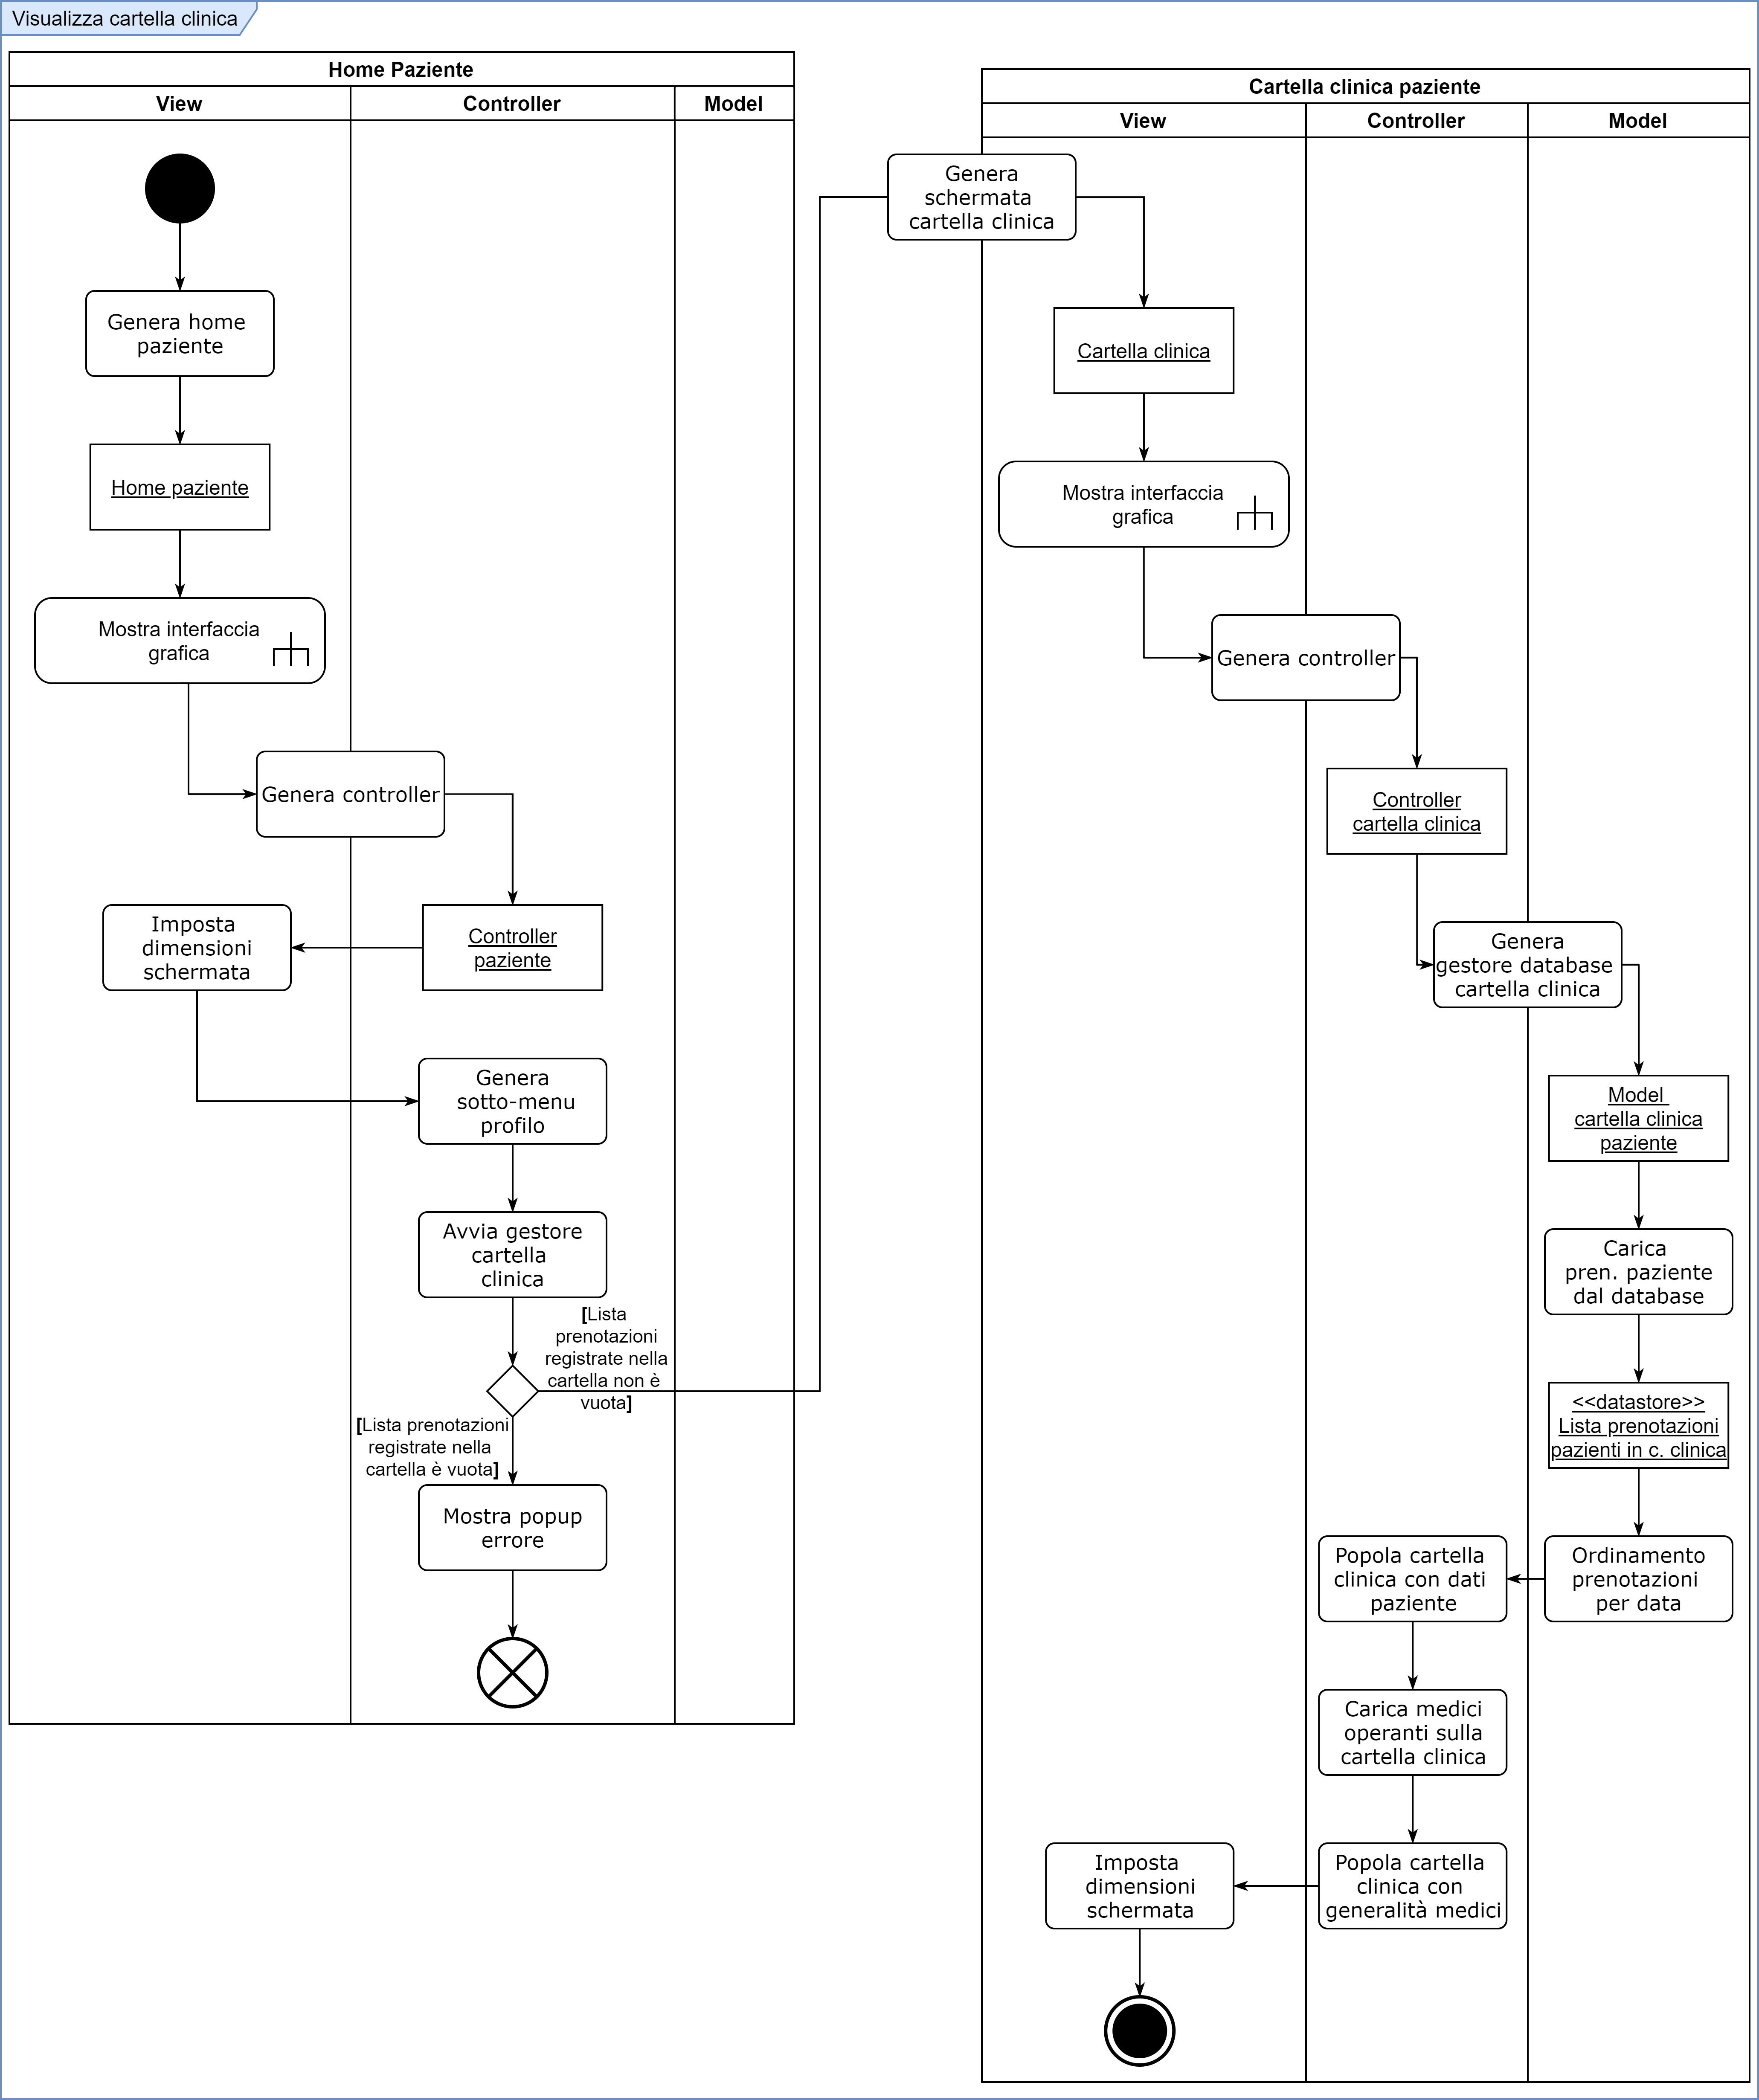 Visualizza cartella clinica
Home Paziente
View
Controller
Model
Genera home
paziente
Home paziente
Mostra interfaccia
grafica
Genera controller
Controller
paziente
Imposta
dimensioni
schermata
Genera
sotto-menu
profilo
Avvia gestore
cartella
clinica
[Lista
prenotazioni
registrate nella
cartella non è
vuota]
[Lista prenotazioni
registrate nella
cartella è vuota]
Mostra popup
errore
Cartella clinica paziente
View
Controller
Model
Genera
schermata
cartella clinica
Cartella clinica
Mostra interfaccia
grafica
Genera controller
Controller
cartella clinica
Genera
gestore database
cartella clinica
Model
cartella clinica
paziente
Carica
pren. paziente
dal database
<<datastore>>
Lista prenotazioni
pazienti in c. clinica
Ordinamento
prenotazioni
per data
Popola cartella
clinica con dati
paziente
Carica medici
operanti sulla
cartella clinica
Popola cartella
clinica con
generalità medici
Imposta
dimensioni
schermata